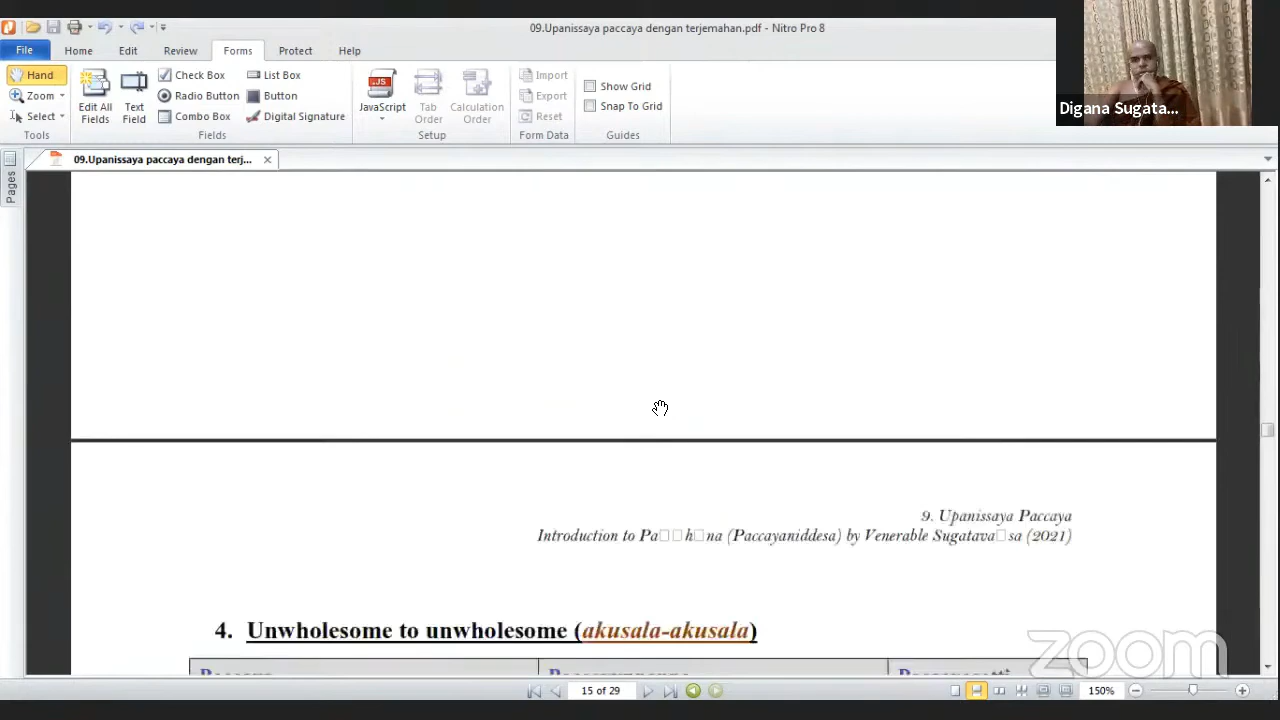 09.Upanissaya paccaya dengan terjemahan.pdf - Nitro Pro 8
File Home Edit Review Forms Protect Help
Hand
Zoom
Select
Tools
Edit All Fields
Text Field
Check Box
Radio Button
Combo Box
List Box
Button
Digital Signature
Fields
JavaScript
Tab Order
Calculation Order
Setup
Import
Export
Reset
Form Data
Show Grid
Snap To Grid
Guides
Digana Sugata...
09.Upanissaya paccaya dengan terj...
Pages
9. Upanissaya Paccaya
Introduction to Pa□□h□na (Paccayaniddesa) by Venerable Sugatava□sa (2021)
4. Unwholesome to unwholesome (akusala-akusala)
zoom
15 of 29
150%